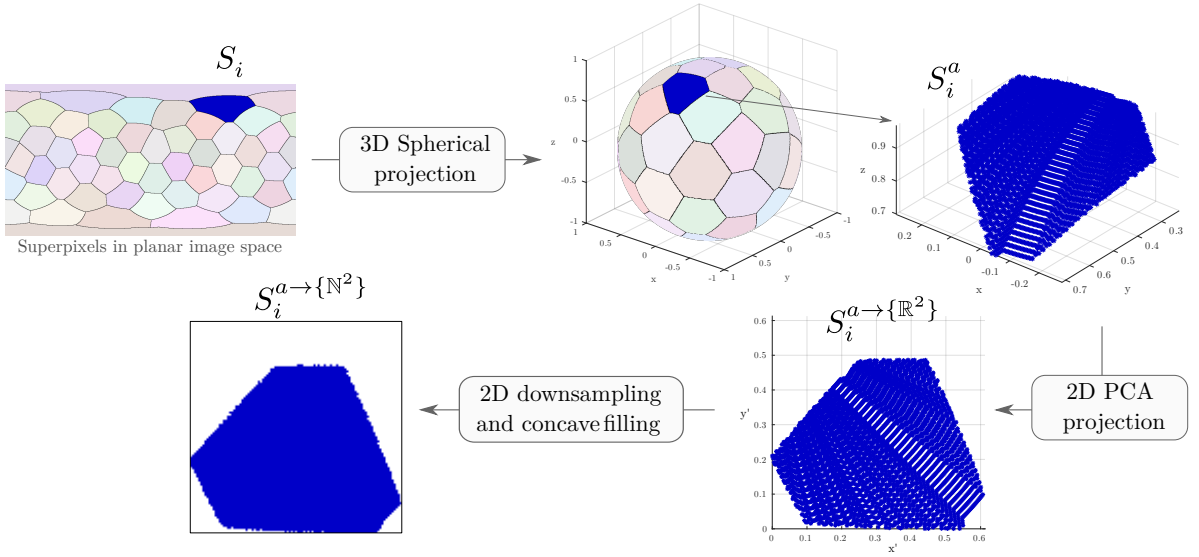 S_i
Superpixels in planar image space
3D Spherical
projection
1
0.5
0
-0.5
-1
z
1
0.5
0
-0.5
-1
x
1
0.5
0
-0.5
-1
y
S_i^a
0.9
0.8
0.7
z
0.2
0.1
0
-0.1
-0.2
x
0.7
0.6
0.5
0.4
0.3
y
2D PCA
projection
S_i^{a→{ℝ²}}
0.6
0.5
0.4
0.3
0.2
0.1
0
y'
0
0.1
0.2
0.3
0.4
0.5
0.6
x'
2D downsampling
and concave filling
S_i^{a→{ℕ²}}